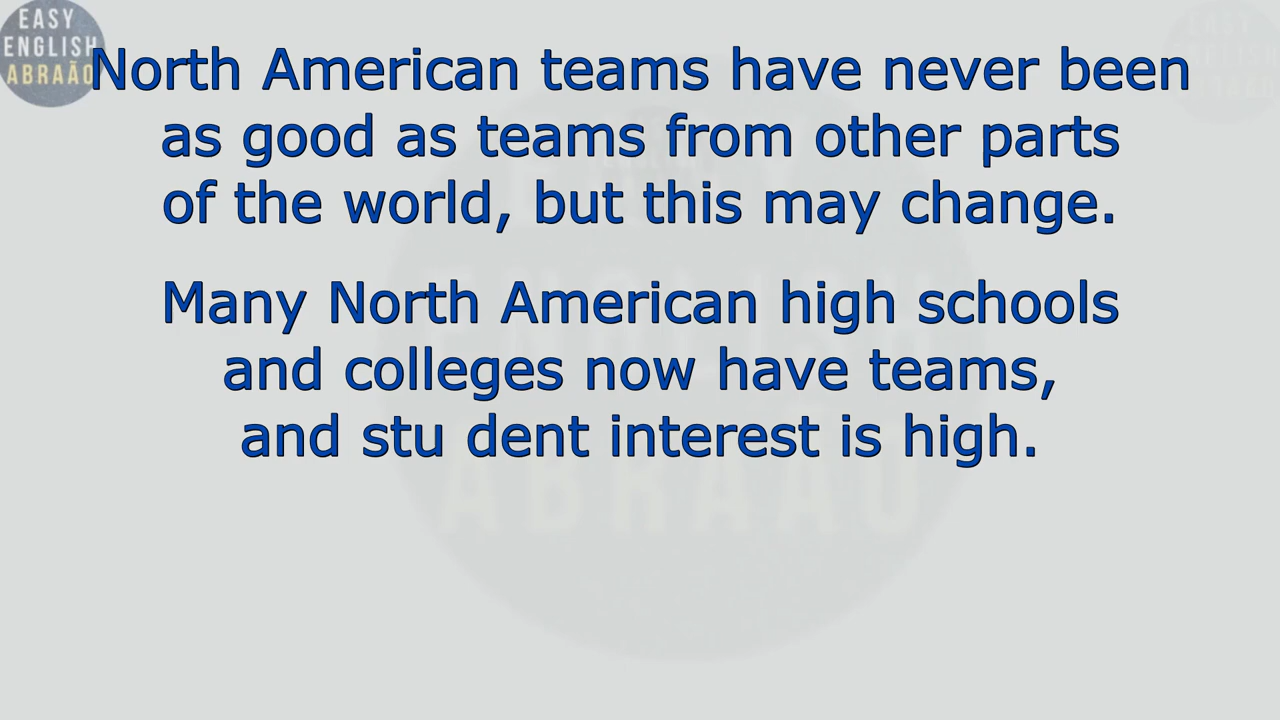 EASY
ENGLISH
ABRAÃO
North American teams have never been
as good as teams from other parts
of the world, but this may change.
Many North American high schools
and colleges now have teams,
and stu dent interest is high.
ENGLISH
ABRAÃO